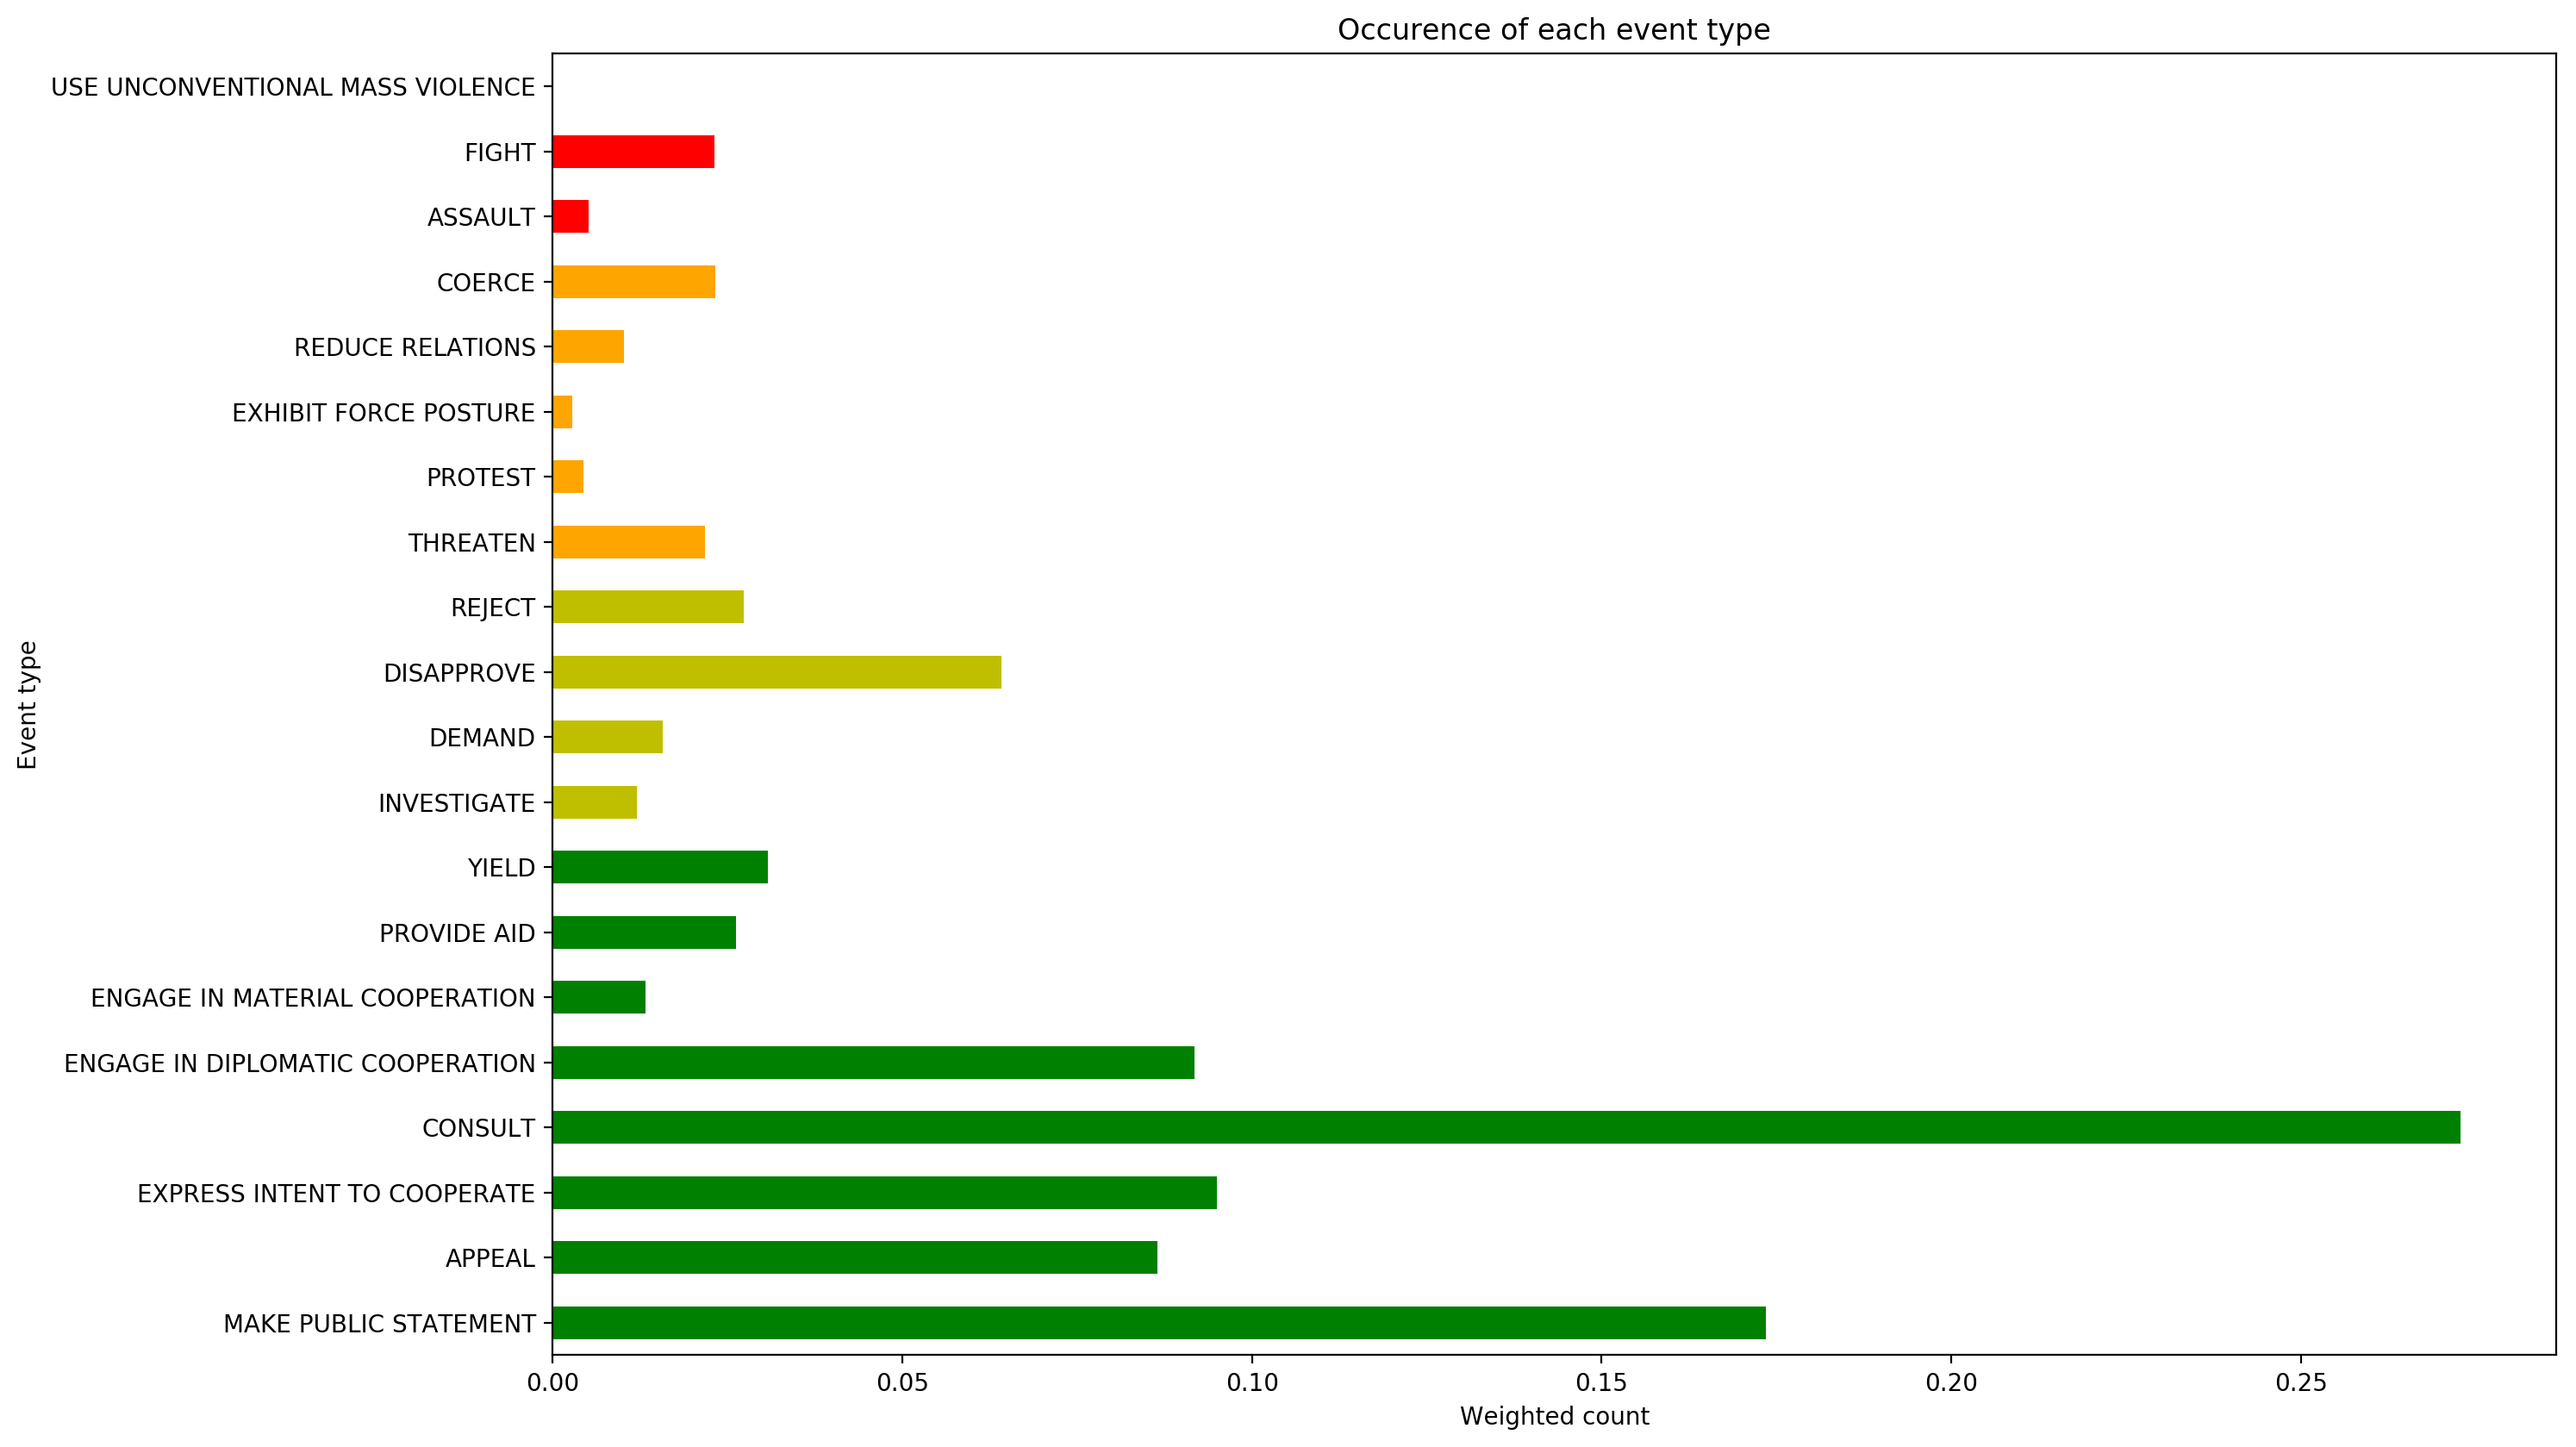 Occurence of each event type
USE UNCONVENTIONAL MASS VIOLENCE
FIGHT
ASSAULT
COERCE
REDUCE RELATIONS
EXHIBIT FORCE POSTURE
PROTEST
THREATEN
REJECT
DISAPPROVE
DEMAND
INVESTIGATE
YIELD
PROVIDE AID
ENGAGE IN MATERIAL COOPERATION
ENGAGE IN DIPLOMATIC COOPERATION
CONSULT
EXPRESS INTENT TO COOPERATE
APPEAL
MAKE PUBLIC STATEMENT
Event type
0.00 0.05 0.10 0.15 0.20 0.25
Weighted count